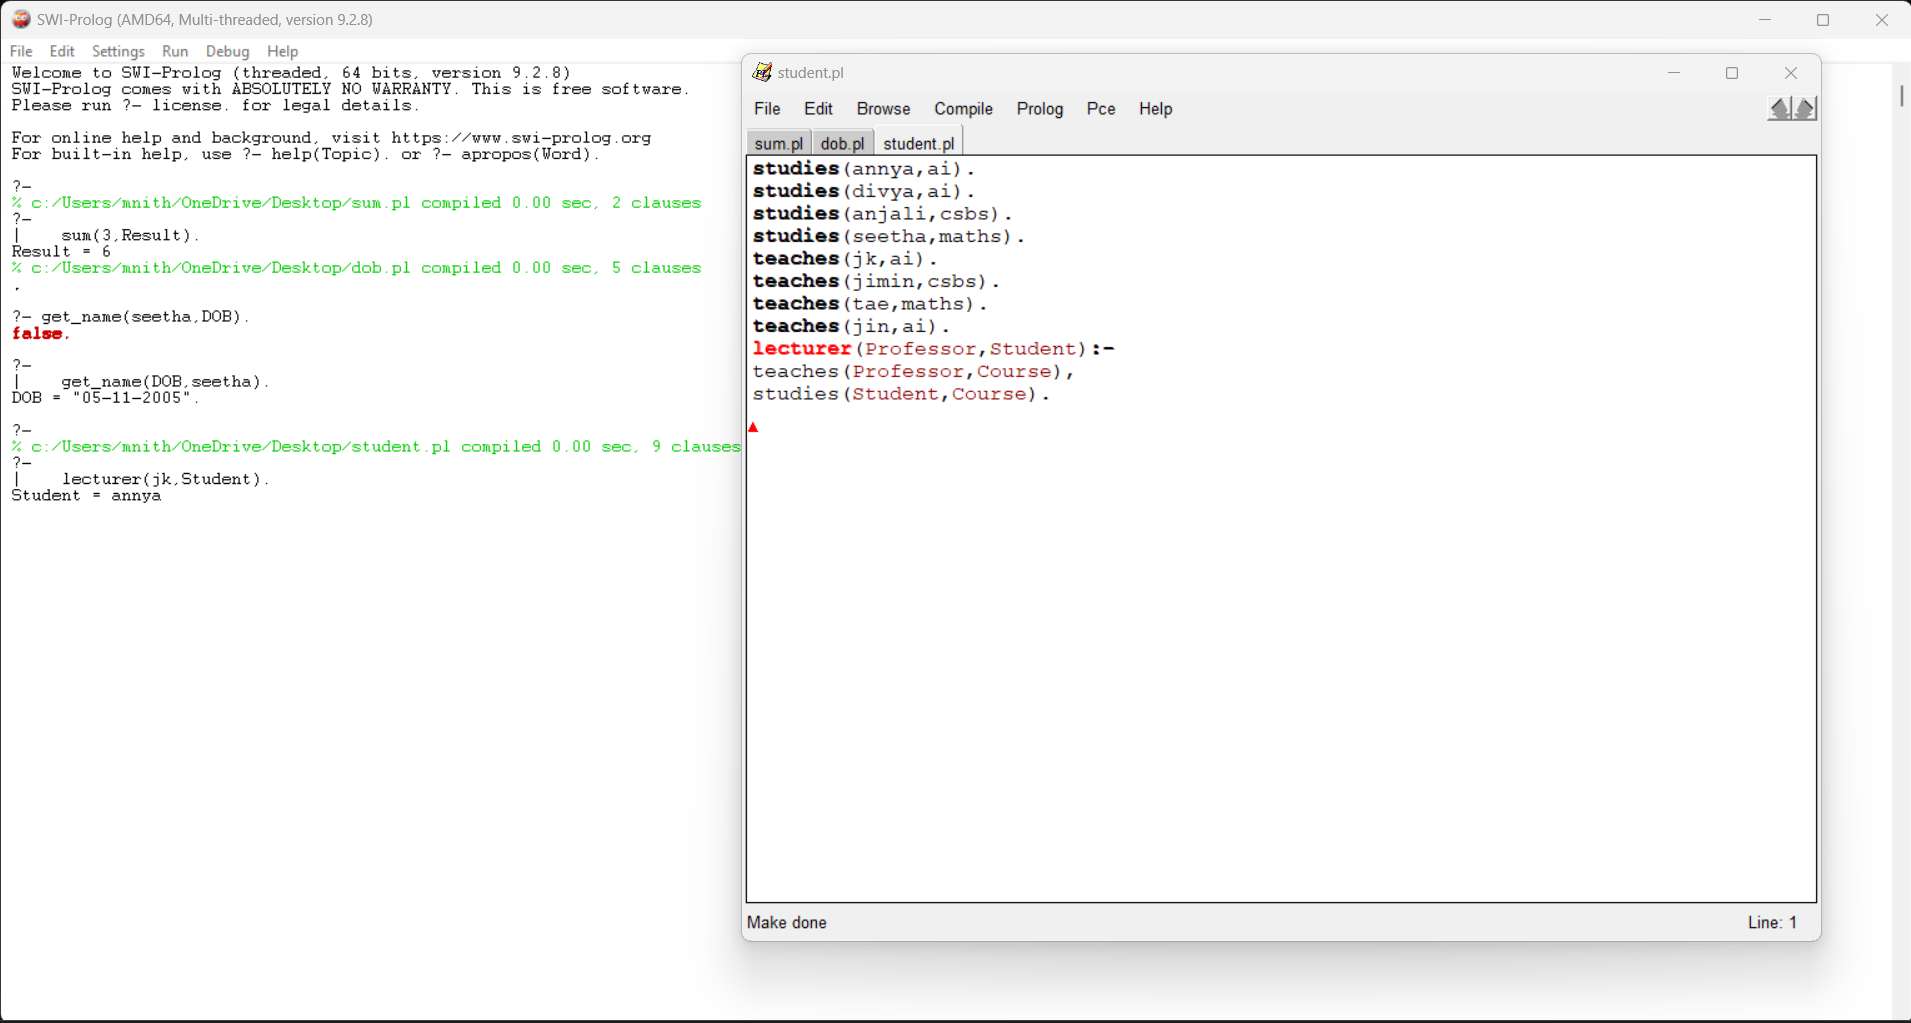 SWI-Prolog (AMD64, Multi-threaded, version 9.2.8)
File Edit Settings Run Debug Help
Welcome to SWI-Prolog (threaded, 64 bits, version 9.2.8)
SWI-Prolog comes with ABSOLUTELY NO WARRANTY. This is free software.
Please run ?- license. for legal details.
For online help and background, visit https://www.swi-prolog.org
For built-in help, use ?- help(Topic). or ?- apropos(Word).
?-
% c:/Users/mnith/OneDrive/Desktop/sum.pl compiled 0.00 sec, 2 clauses
?-
|    sum(3,Result).
Result = 6
% c:/Users/mnith/OneDrive/Desktop/dob.pl compiled 0.00 sec, 5 clauses
.
?- get_name(seetha,DOB).
false.
?-
|    get_name(DOB,seetha).
DOB = "05-11-2005".
?-
% c:/Users/mnith/OneDrive/Desktop/student.pl compiled 0.00 sec, 9 clauses
?-
|    lecturer(jk,Student).
Student = annya
student.pl
File Edit Browse Compile Prolog Pce Help
sum.pl dob.pl student.pl
studies(annya,ai).
studies(divya,ai).
studies(anjali,csbs).
studies(seetha,maths).
teaches(jk,ai).
teaches(jimin,csbs).
teaches(tae,maths).
teaches(jin,ai).
lecturer(Professor,Student):-
teaches(Professor,Course),
studies(Student,Course).
Make done
Line: 1